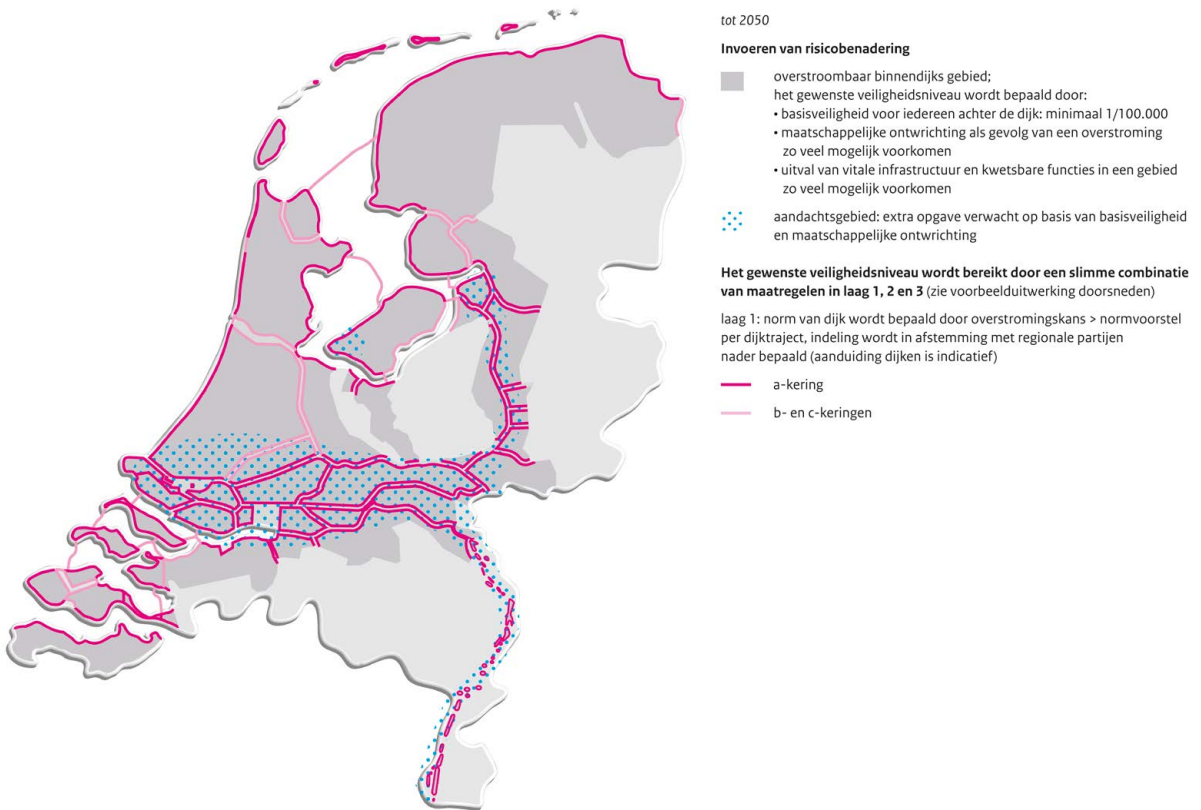 tot 2050
Invoeren van risicobenadering
overstroombaar binnendijks gebied;
het gewenste veiligheidsniveau wordt bepaald door:
• basisveiligheid voor iedereen achter de dijk: minimaal 1/100.000
• maatschappelijke ontwrichting als gevolg van een overstroming
zo veel mogelijk voorkomen
• uitval van vitale infrastructuur en kwetsbare functies in een gebied
zo veel mogelijk voorkomen
aandachtsgebied: extra opgave verwacht op basis van basisveiligheid
en maatschappelijke ontwrichting
Het gewenste veiligheidsniveau wordt bereikt door een slimme combinatie
van maatregelen in laag 1, 2 en 3 (zie voorbeelduitwerking doorsneden)
laag 1: norm van dijk wordt bepaald door overstromingskans > normvoorstel
per dijktraject, indeling wordt in afstemming met regionale partijen
nader bepaald (aanduiding dijken is indicatief)
a-kering
b- en c-keringen